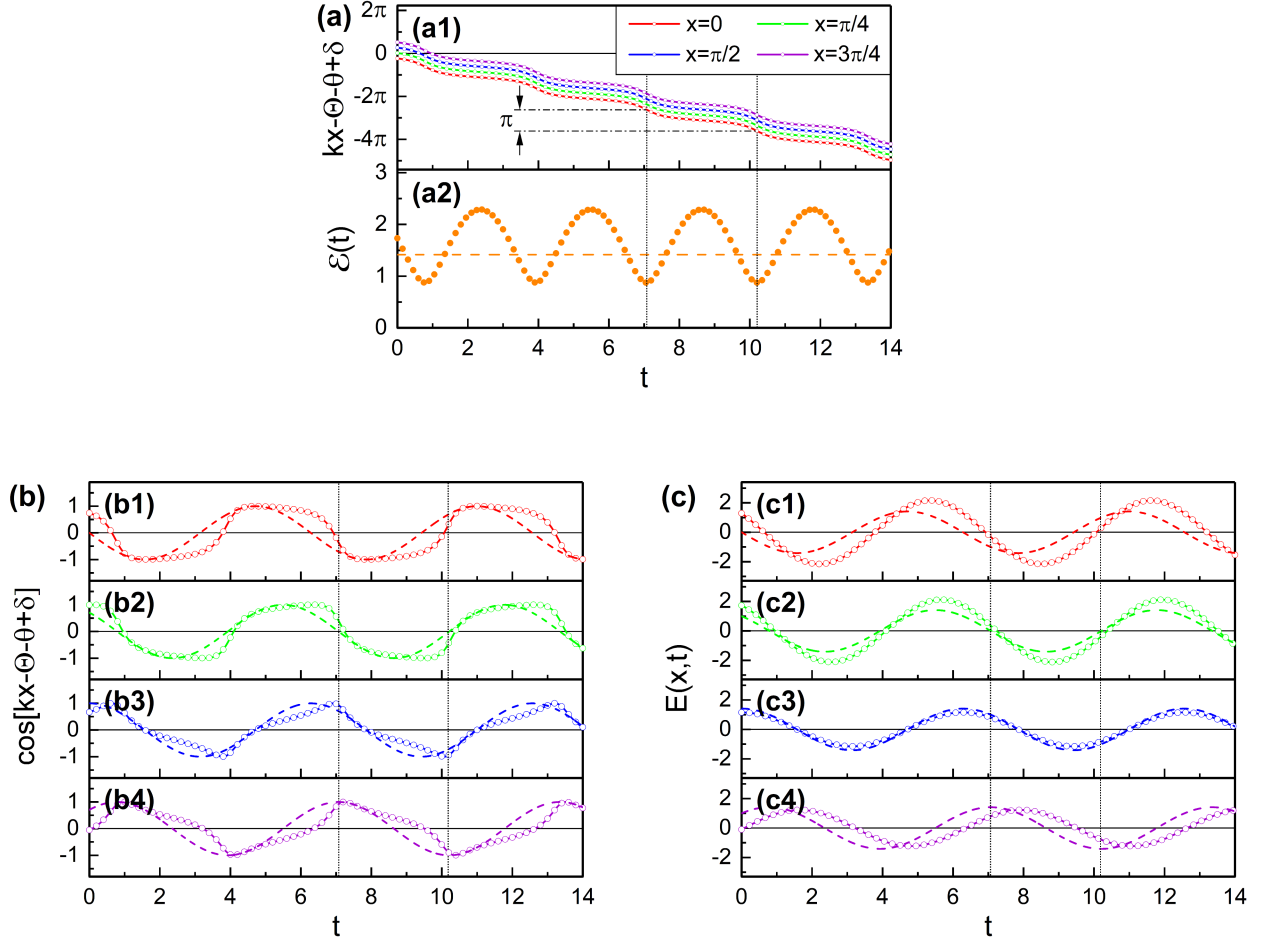 (a)
(a1)
x=0
x=π/4
x=π/2
x=3π/4
2π
0
-2π
-4π
kx-Θ-θ+δ
π
(a2)
3
2
1
0
ℰ(t)
0 2 4 6 8 10 12 14
t
(b)
(b1)
1
0
-1
(b2)
1
0
-1
(b3)
1
0
-1
(b4)
1
0
-1
cos[kx-Θ-θ+δ]
0 2 4 6 8 10 12 14
t
(c)
(c1)
2
0
-2
(c2)
2
0
-2
(c3)
2
0
-2
(c4)
2
0
-2
E(x,t)
0 2 4 6 8 10 12 14
t